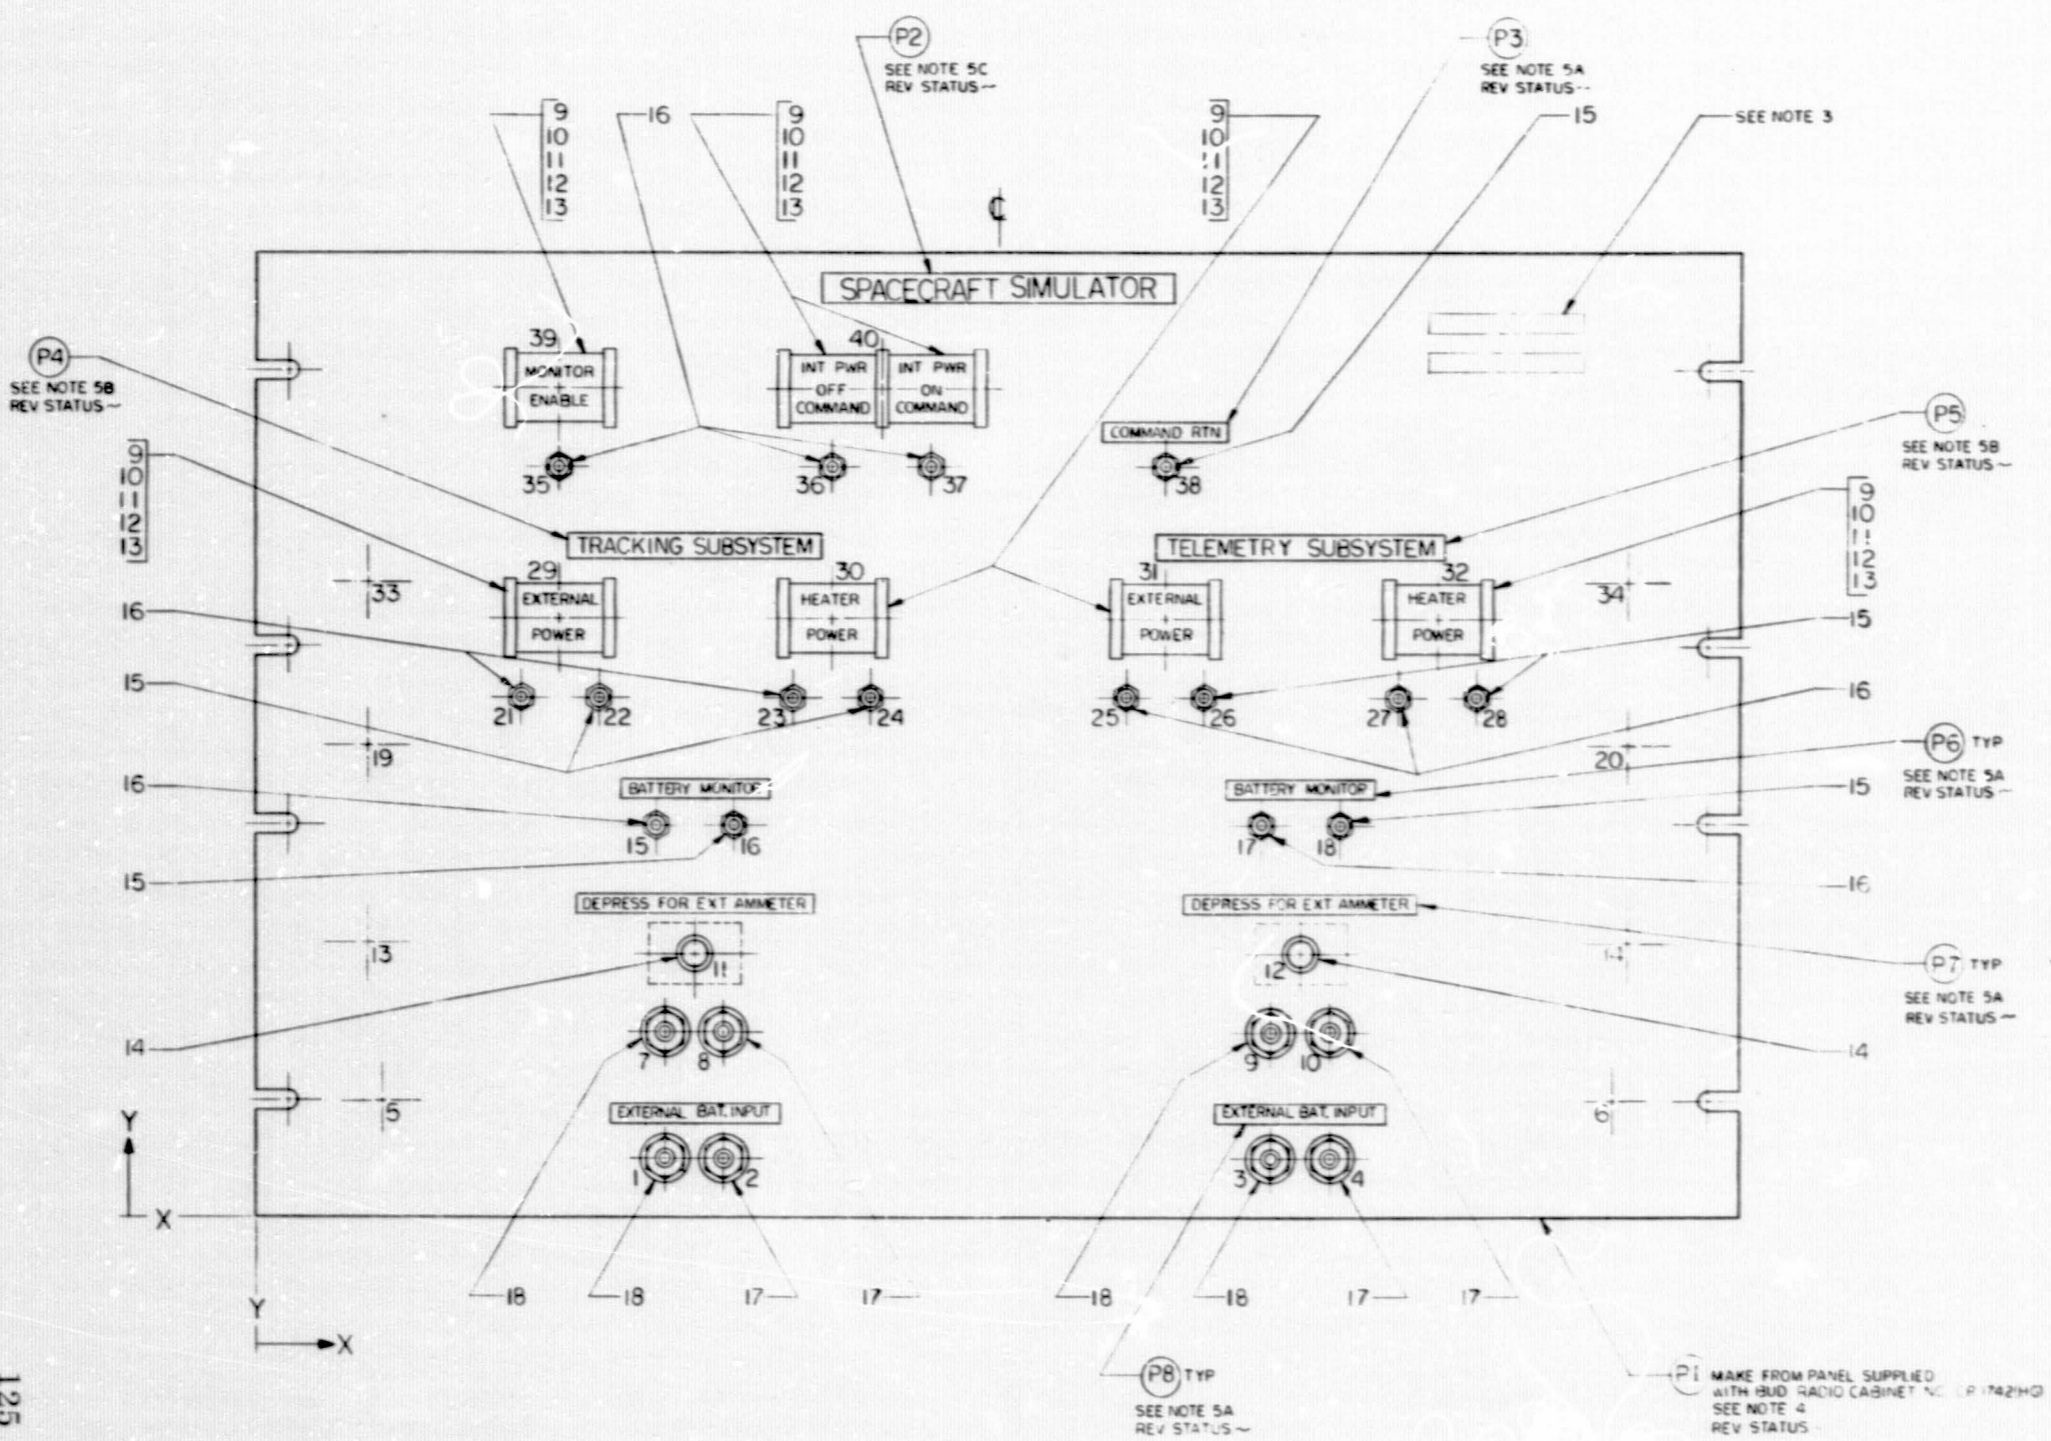 P2
SEE NOTE 5C
REV STATUS~
P3
SEE NOTE 5A
REV STATUS--
9
10
11
12
13
16
9
10
11
12
13
9
10
11
12
13
15
SEE NOTE 3
℄
SPACECRAFT SIMULATOR
P4
SEE NOTE 5B
REV STATUS~
39
MONITOR
ENABLE
40
INT PWR
OFF
COMMAND
INT PWR
ON
COMMAND
COMMAND RTN
P5
SEE NOTE 5B
REV STATUS~
35
36
37
38
9
10
11
12
13
9
10
11
12
13
TRACKING SUBSYSTEM
TELEMETRY SUBSYSTEM
33
29
EXTERNAL
POWER
30
HEATER
POWER
31
EXTERNAL
POWER
32
HEATER
POWER
34
16
15
15
16
21
22
23
24
25
26
27
28
19
20
P6 TYP
SEE NOTE 5A
REV STATUS~
16
15
BATTERY MONITOR
BATTERY MONITOR
15
16
17
18
15
16
DEPRESS FOR EXT AMMETER
DEPRESS FOR EXT AMMETER
13
11
12
14
P7 TYP
SEE NOTE 5A
REV STATUS~
14
14
7
8
9
10
5
6
EXTERNAL BAT. INPUT
EXTERNAL BAT. INPUT
1
2
3
4
Y
X
18
18
17
17
18
18
17
17
Y
X
P8 TYP
SEE NOTE 5A
REV STATUS~
P1 MAKE FROM PANEL SUPPLIED
WITH BUD RADIO CABINET NO.
SEE NOTE 4
REV STATUS
125